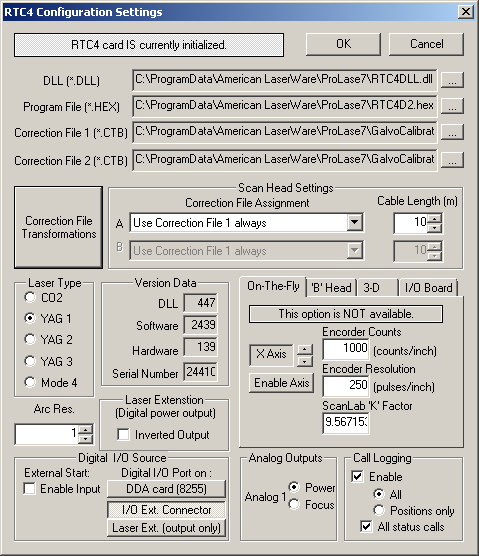 RTC4 Configuration Settings
RTC4 card IS currently initialized.
OK
Cancel
DLL (*.DLL)
C:\ProgramData\American LaserWare\ProLase7\RTC4DLL.dll
...
Program File (*.HEX)
C:\ProgramData\American LaserWare\ProLase7\RTC4D2.hex
...
Correction File 1 (*.CTB)
C:\ProgramData\American LaserWare\ProLase7\GalvoCalibrat
...
Correction File 2 (*.CTB)
C:\ProgramData\American LaserWare\ProLase7\GalvoCalibrat
...
Correction File
Transformations
Scan Head Settings
Correction File Assignment
Cable Length (m)
A
Use Correction File 1 always
10
B
Use Correction File 1 always
10
Laser Type
CO2
YAG 1
YAG 2
YAG 3
Mode 4
Version Data
DLL
447
Software
2439
Hardware
139
Serial Number
24410
On-The-Fly
'B' Head
3-D
I/O Board
This option is NOT available.
X Axis
Enable Axis
Encorder Counts
1000
(counts/inch)
Encoder Resolution
250
(pulses/inch)
ScanLab 'K' Factor
9.567153
Arc Res.
1
Laser Extenstion
(Digital power output)
Inverted Output
Digital I/O Source
External Start:
Enable Input
Digital I/O Port on :
DDA card (8255)
I/O Ext. Connector
Laser Ext. (output only)
Analog Outputs
Analog 1
Power
Focus
Call Logging
Enable
All
Positions only
All status calls